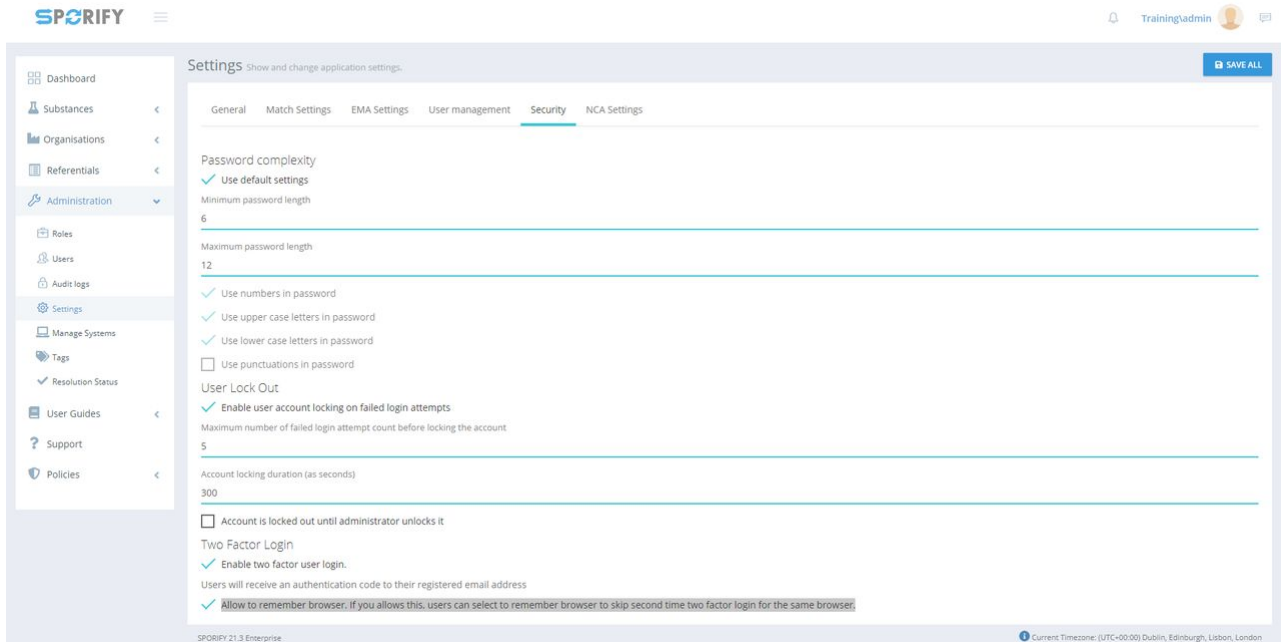 SPORIFY
Training\admin
Dashboard
Substances
Organisations
Referentials
Administration
Roles
Users
Audit logs
Settings
Manage Systems
Tags
Resolution Status
User Guides
Support
Policies
Settings Show and change application settings.
SAVE ALL
General Match Settings EMA Settings User management Security NCA Settings
Password complexity
Use default settings
Minimum password length
6
Maximum password length
12
Use numbers in password
Use upper case letters in password
Use lower case letters in password
Use punctuations in password
User Lock Out
Enable user account locking on failed login attempts
Maximum number of failed login attempt count before locking the account
5
Account locking duration (as seconds)
300
Account is locked out until administrator unlocks it
Two Factor Login
Enable two factor user login.
Users will receive an authentication code to their registered email address
Allow to remember browser. If you allows this, users can select to remember browser to skip second time two factor login for the same browser.
SPORIFY 21.3 Enterprise
Current Timezone: (UTC+00:00) Dublin, Edinburgh, Lisbon, London